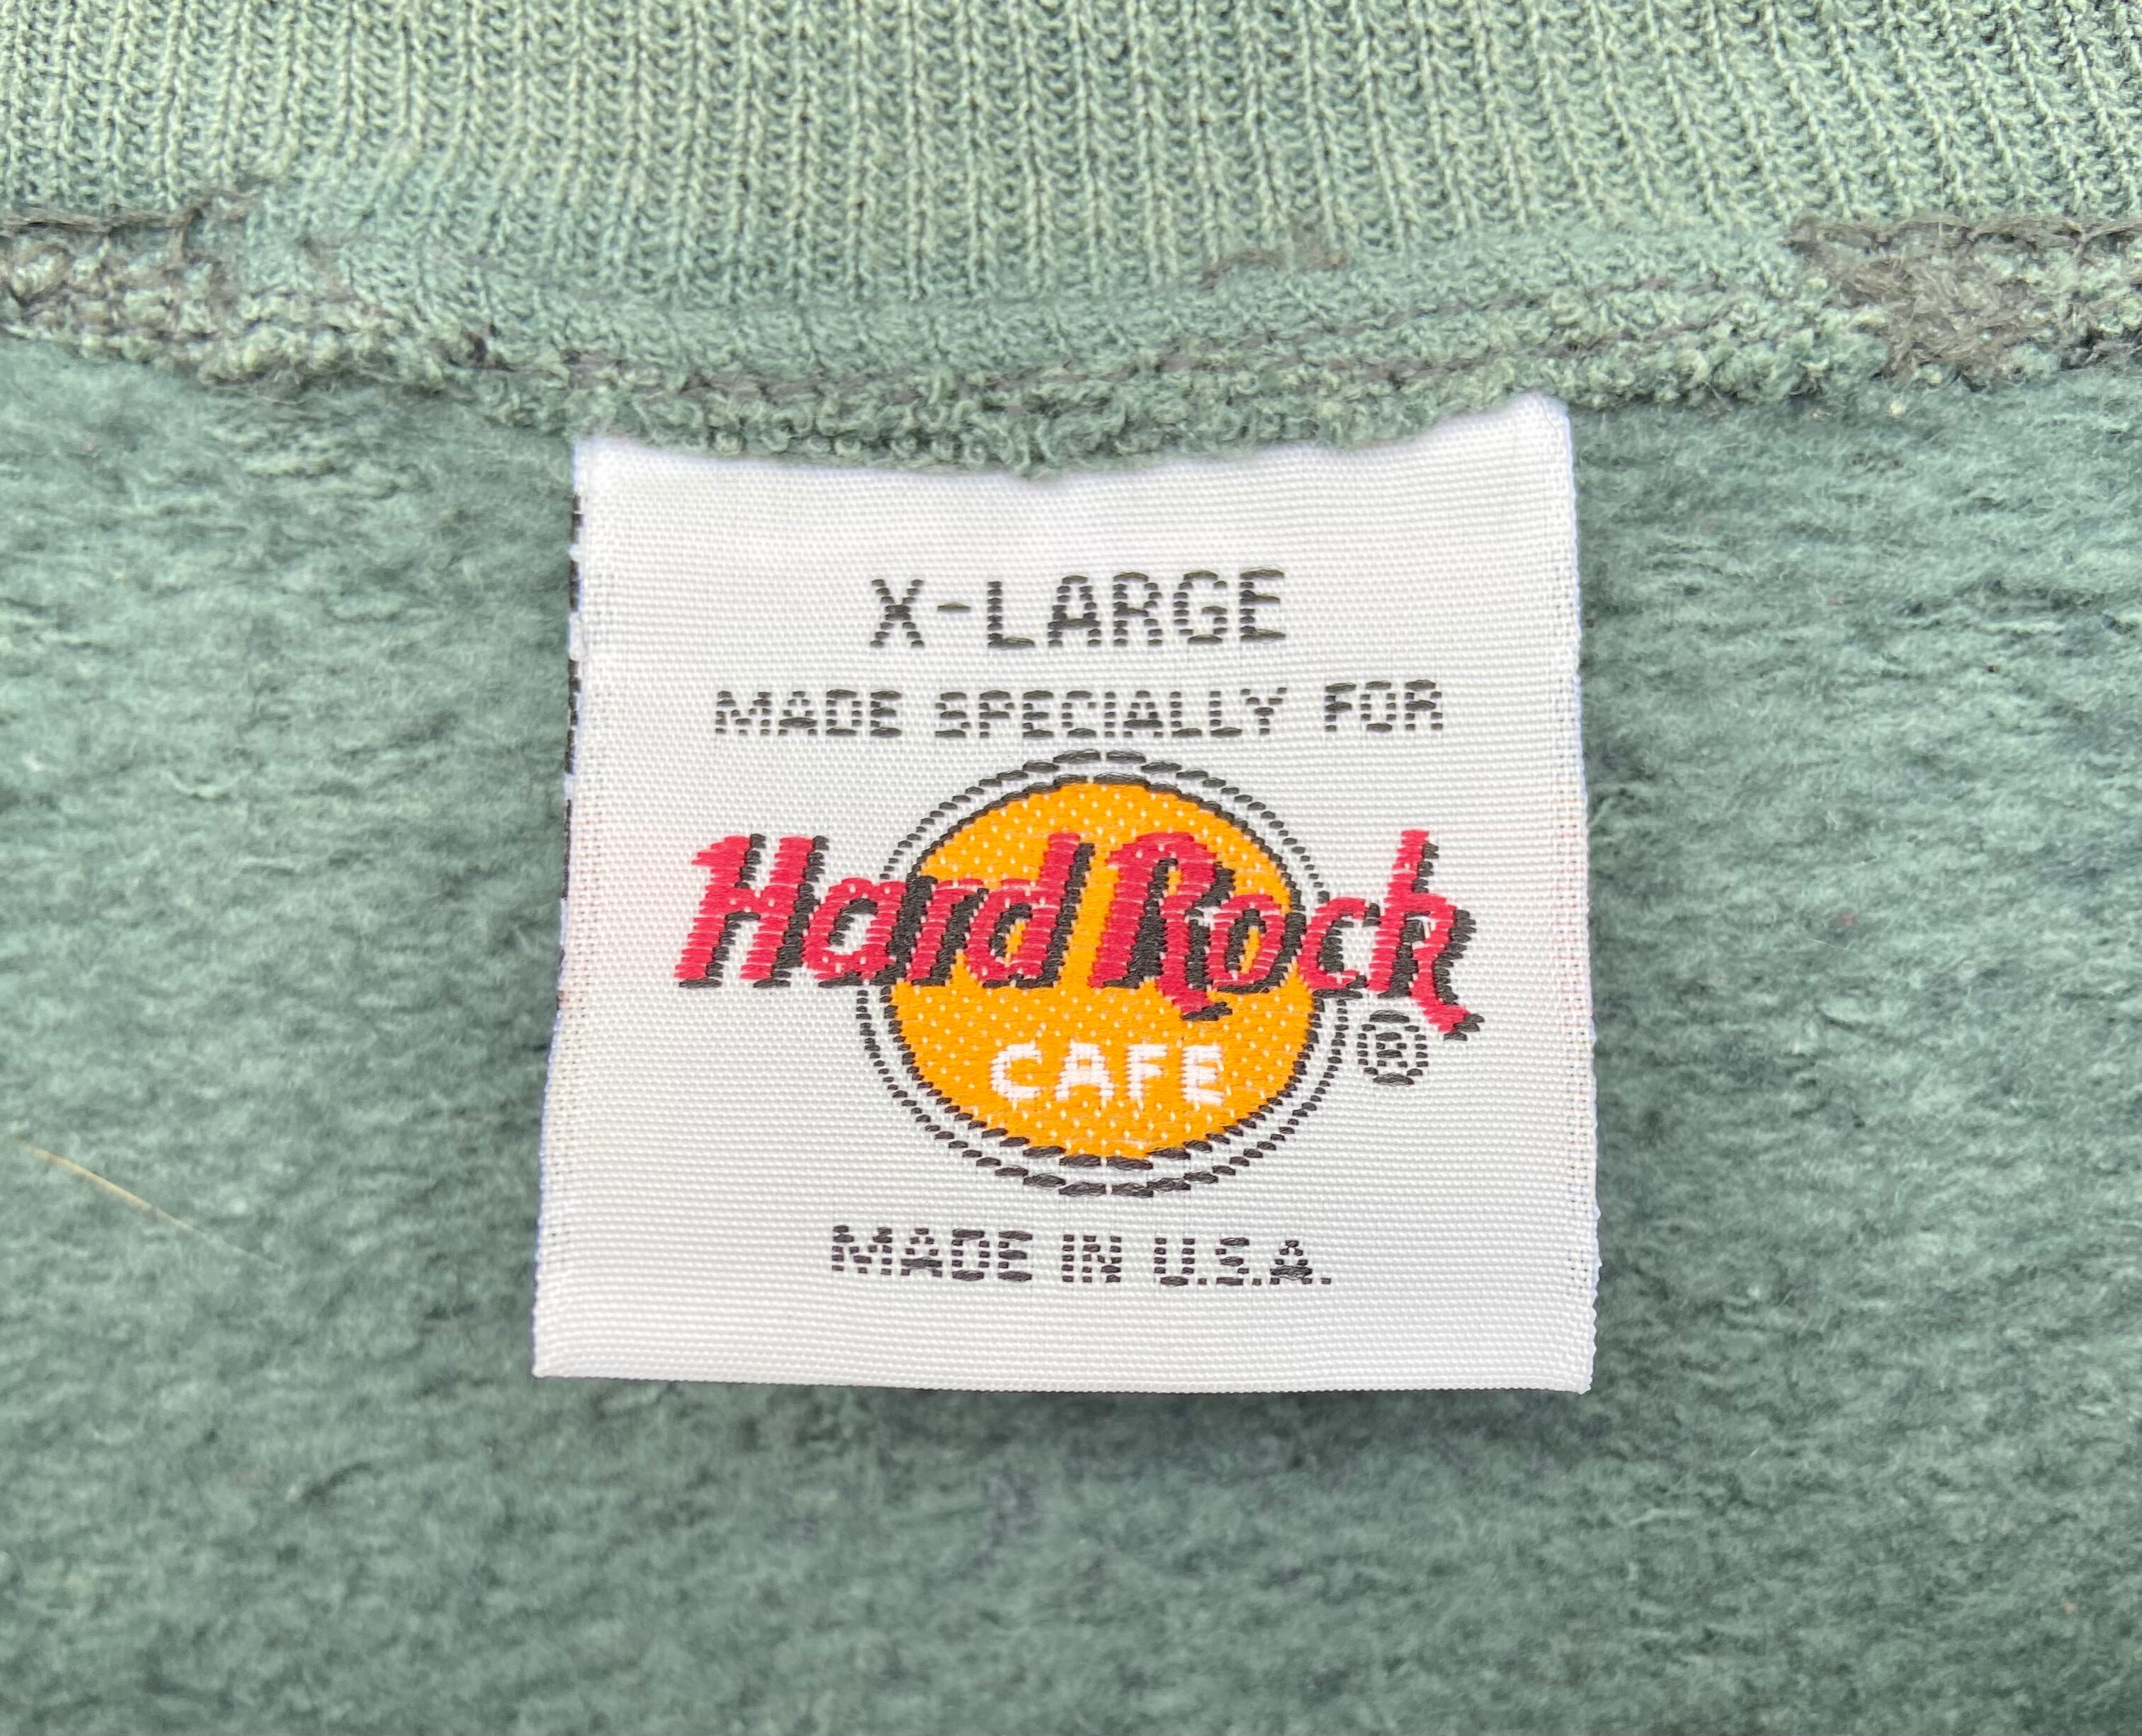 X-LARGE
MADE SPECIALLY FOR
Hard Rock
CAFE ®
MADE IN U.S.A.